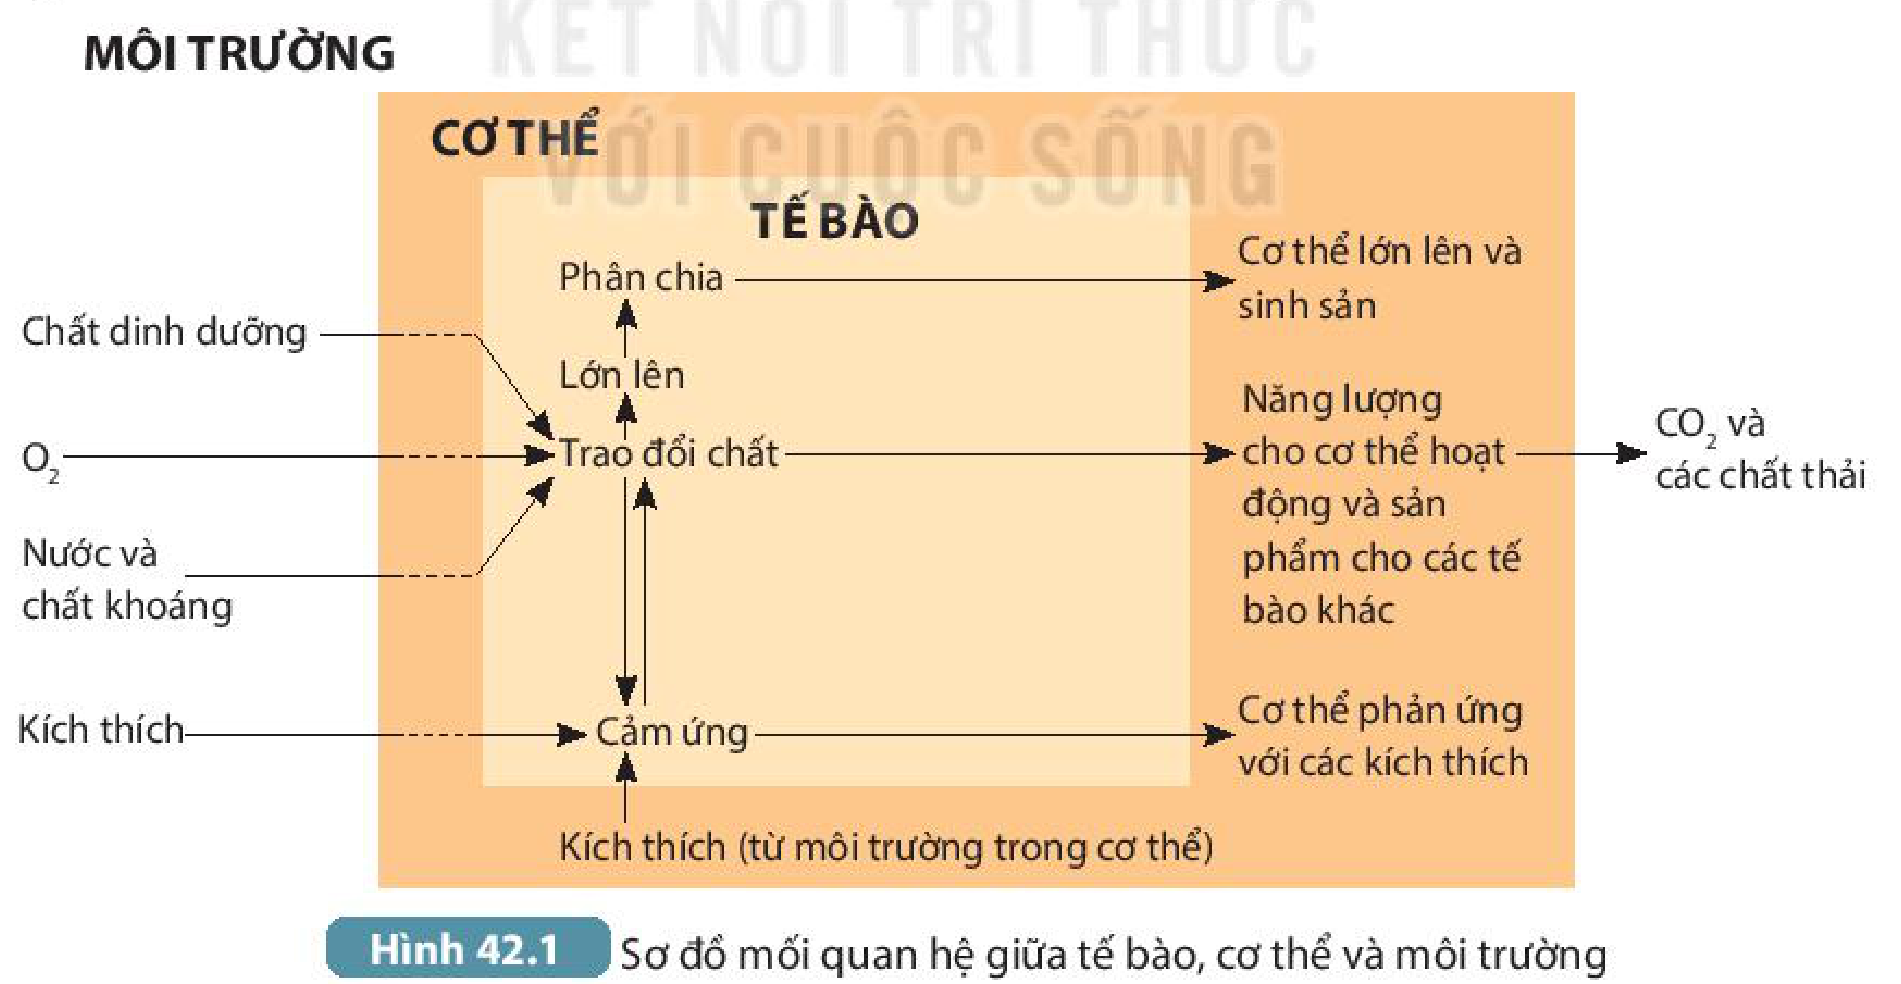 KẾT NỐI TRI THỨC
VỚI CUỘC SỐNG
MÔI TRƯỜNG
CƠ THỂ
TẾ BÀO
Phân chia
Cơ thể lớn lên và
sinh sản
Chất dinh dưỡng
Lớn lên
O₂
Trao đổi chất
Năng lượng
cho cơ thể hoạt
động và sản
phẩm cho các tế
bào khác
CO₂ và
các chất thải
Nước và
chất khoáng
Kích thích
Cảm ứng
Cơ thể phản ứng
với các kích thích
Kích thích (từ môi trường trong cơ thể)
Hình 42.1 Sơ đồ mối quan hệ giữa tế bào, cơ thể và môi trường